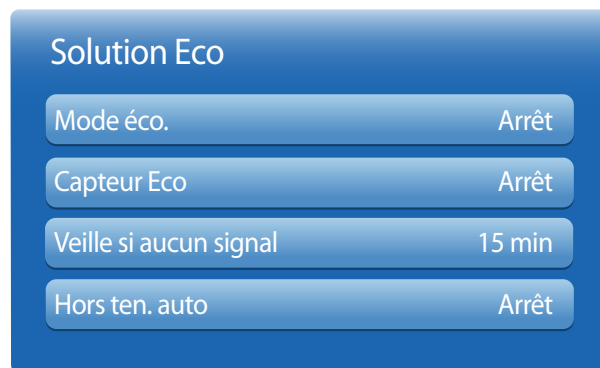 Solution Eco
Mode éco. Arrêt
Capteur Eco Arrêt
Veille si aucun signal 15 min
Hors ten. auto Arrêt